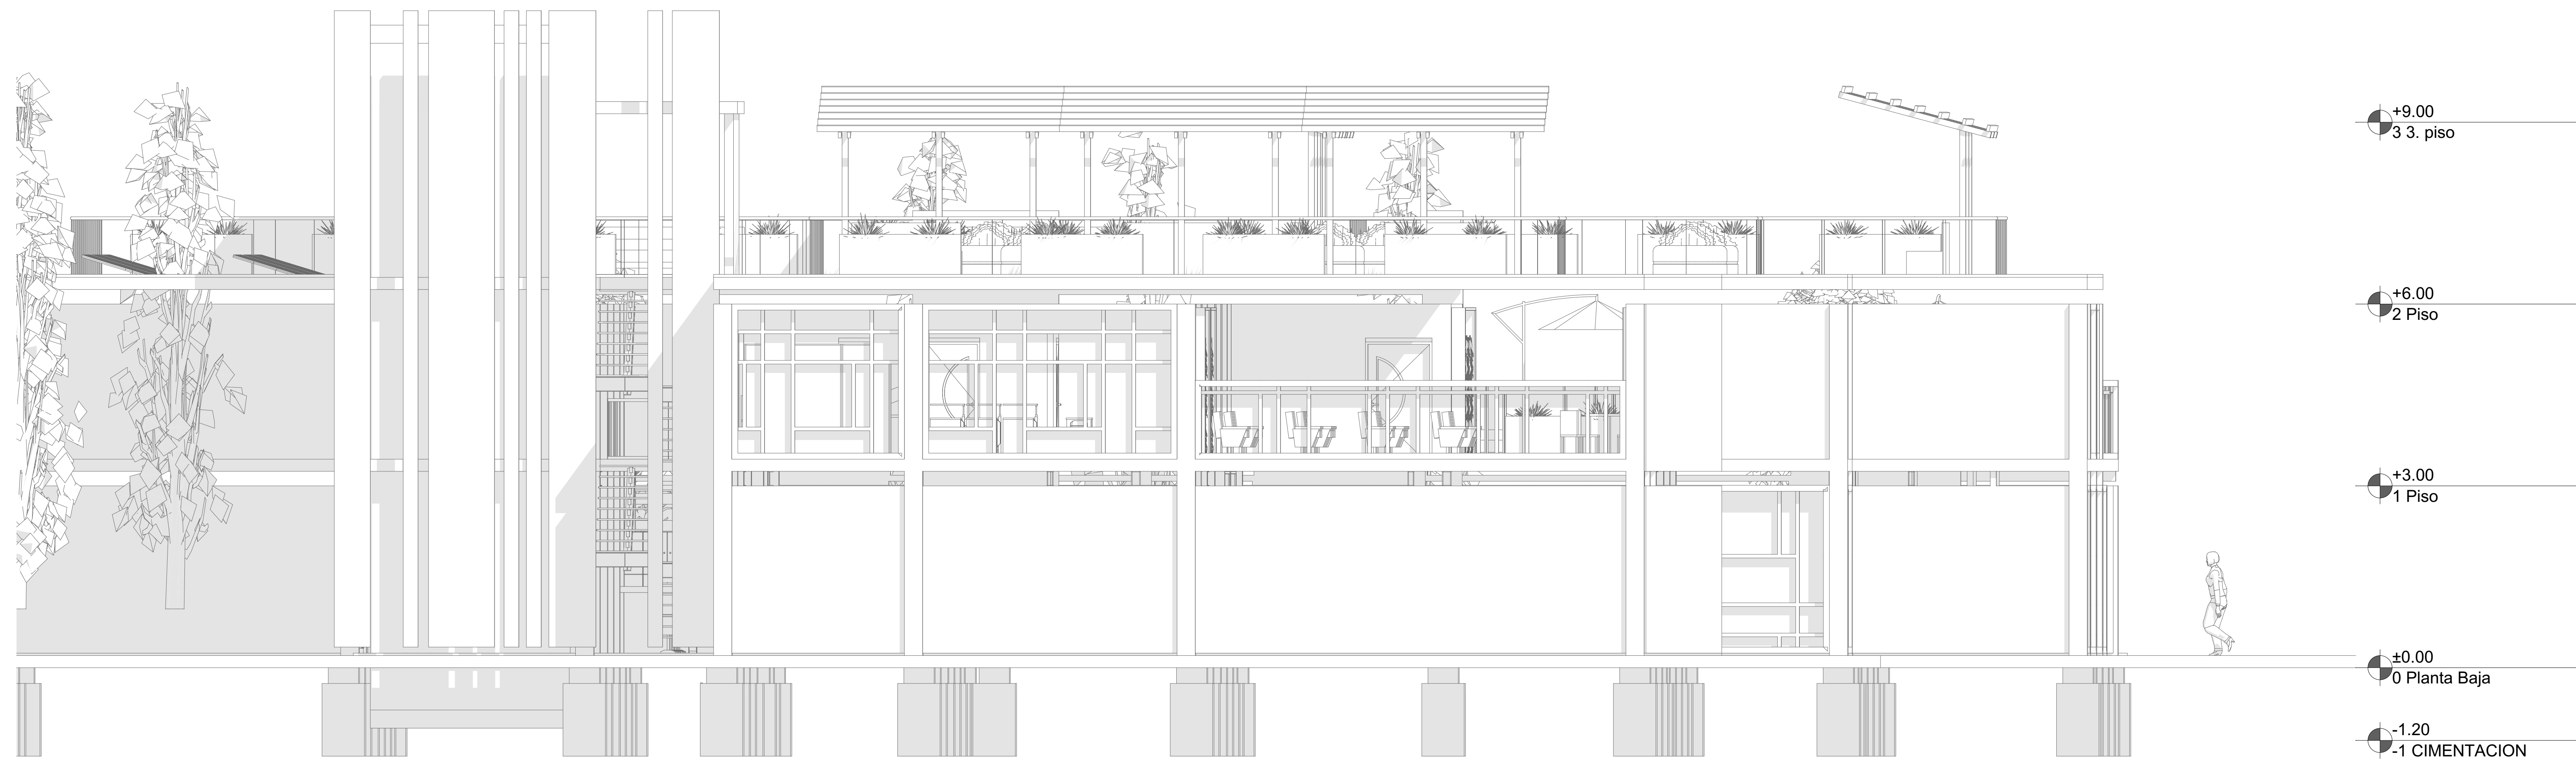 +9.00
3 3. piso
+6.00
2 Piso
+3.00
1 Piso
±0.00
0 Planta Baja
-1.20
-1 CIMENTACION